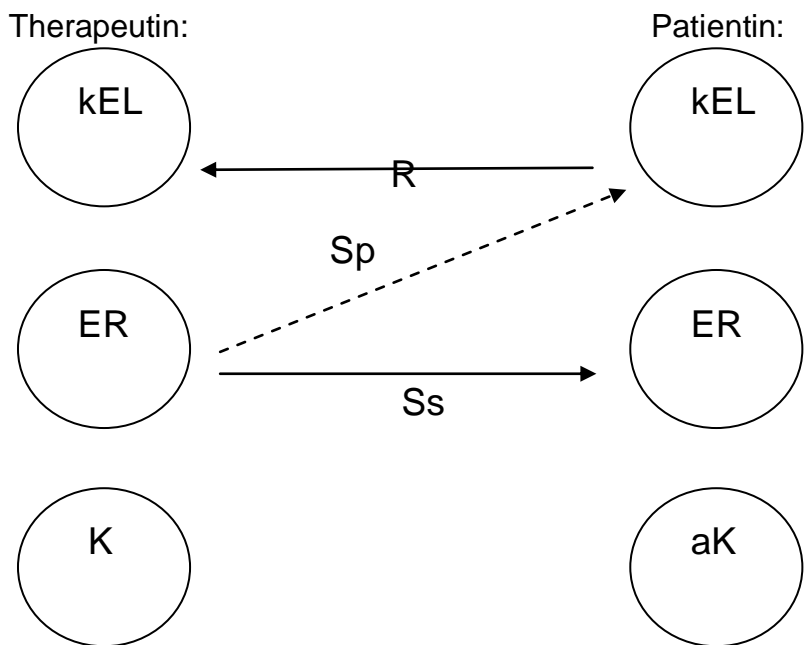 Therapeutin: Patientin:
kEL kEL
R
Sp
ER ER
Ss
K aK